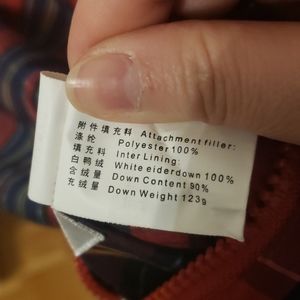 附件填充料 Attachment filler:
涤纶 Polyester 100%
填充料 Inter Lining:
白鸭绒 White eiderdown 100%
含绒量 Down Content 90%
充绒量 Down Weight 123g